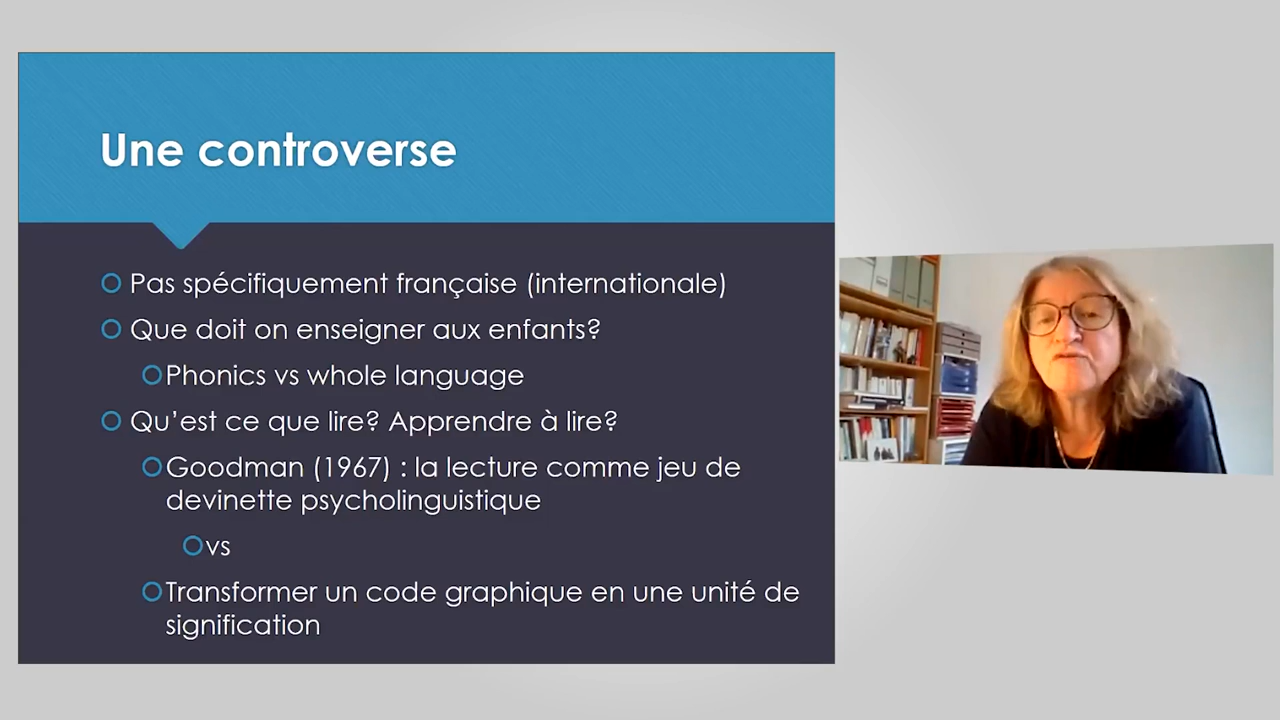 Une controverse
Pas spécifiquement française (internationale)
Que doit on enseigner aux enfants?
Phonics vs whole language
Qu’est ce que lire? Apprendre à lire?
Goodman (1967) : la lecture comme jeu de
devinette psycholinguistique
vs
Transformer un code graphique en une unité de
signification